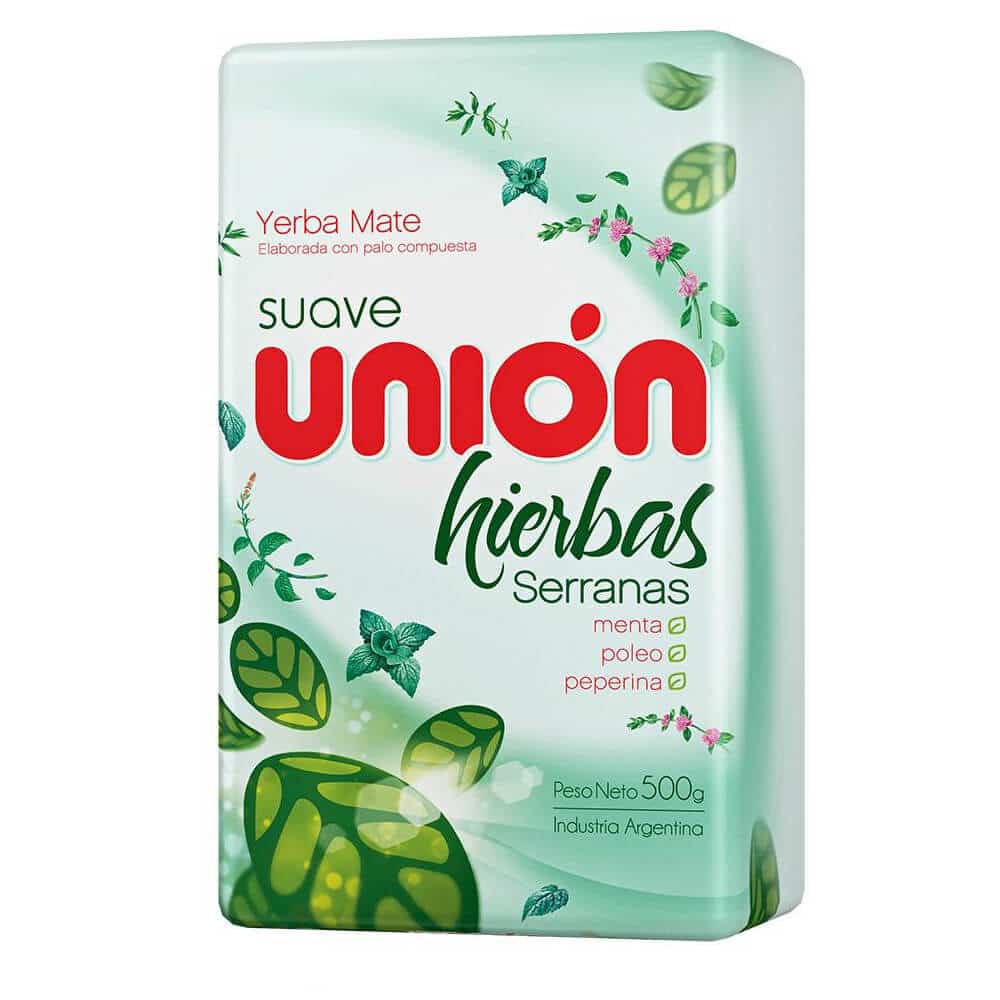 Yerba Mate
Elaborada con palo compuesta
suave
unión
hierbas
Serranas
menta
poleo
peperina
Peso Neto 500g
Industria Argentina